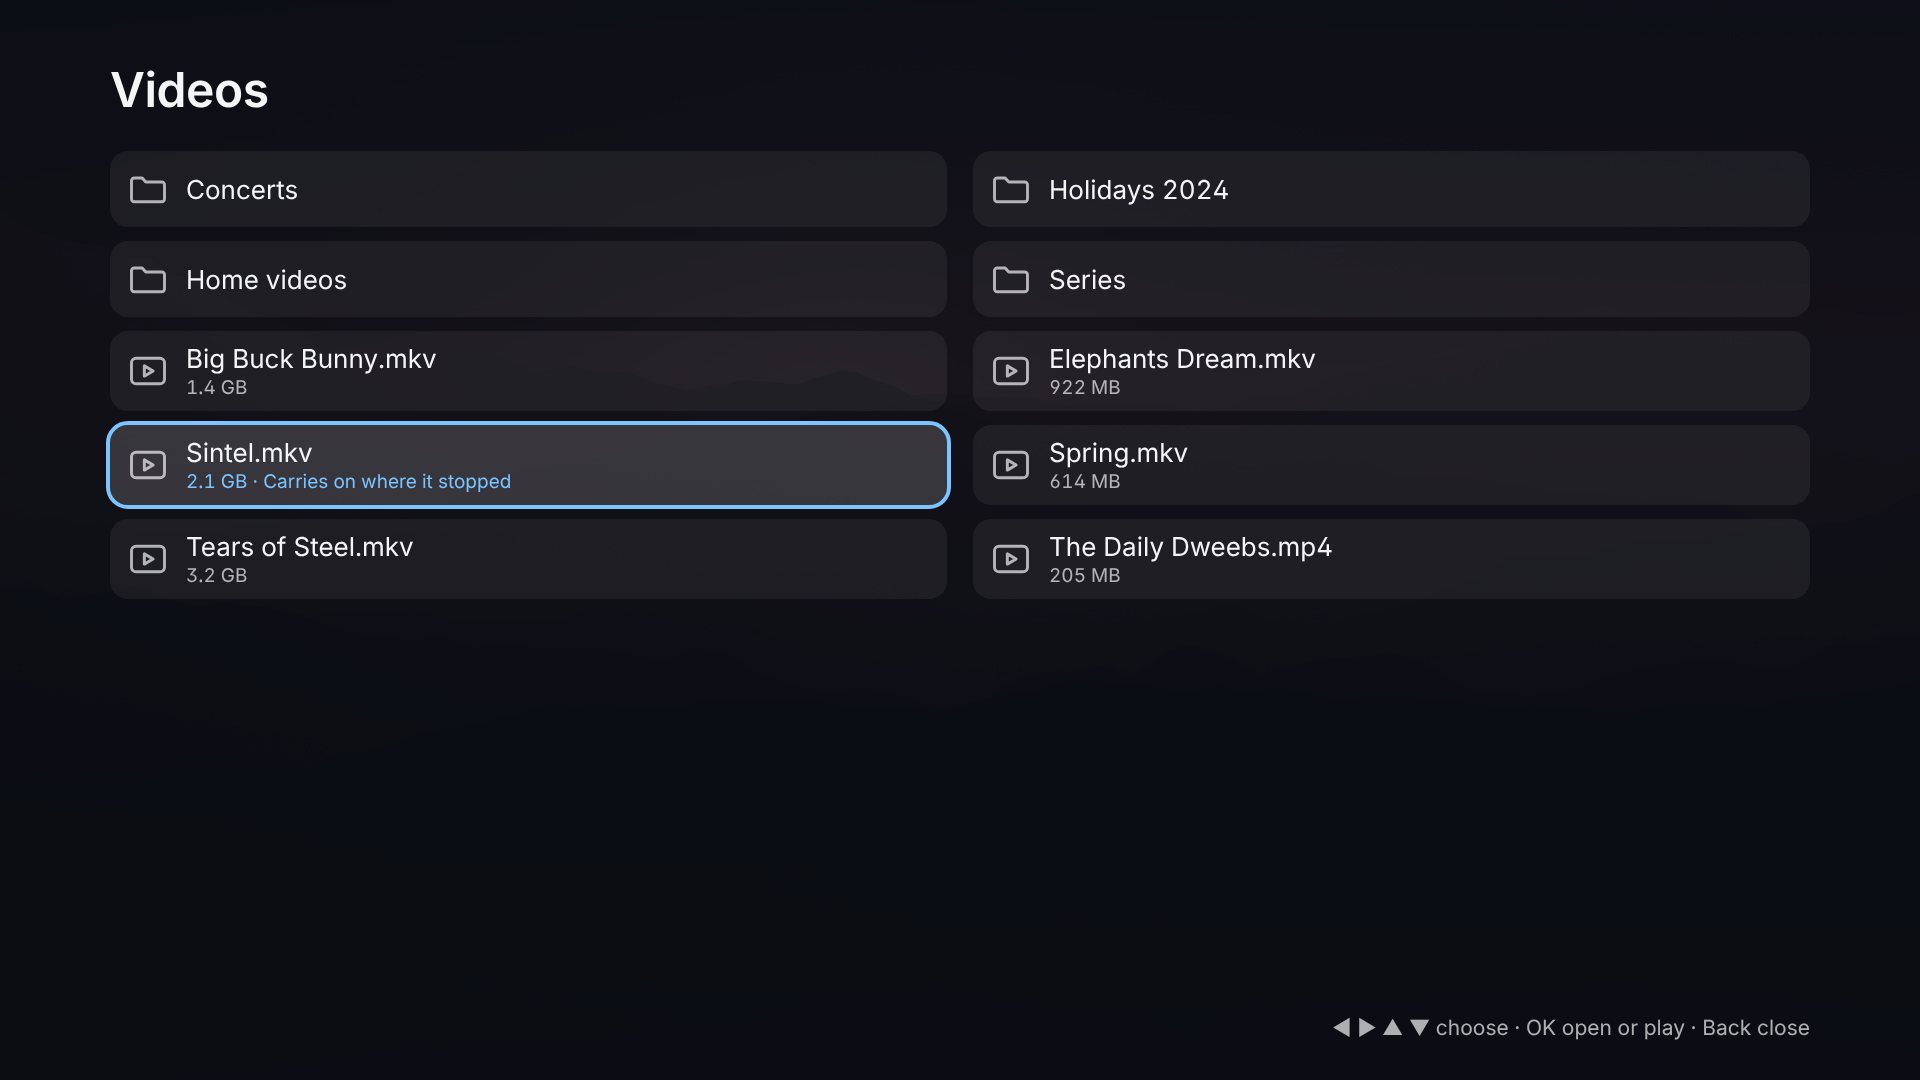 Videos
Concerts
Holidays 2024
Home videos
Series
Big Buck Bunny.mkv
1.4 GB
Elephants Dream.mkv
922 MB
Sintel.mkv
2.1 GB · Carries on where it stopped
Spring.mkv
614 MB
Tears of Steel.mkv
3.2 GB
The Daily Dweebs.mp4
205 MB
◀ ▶ ▲ ▼ choose · OK open or play · Back close